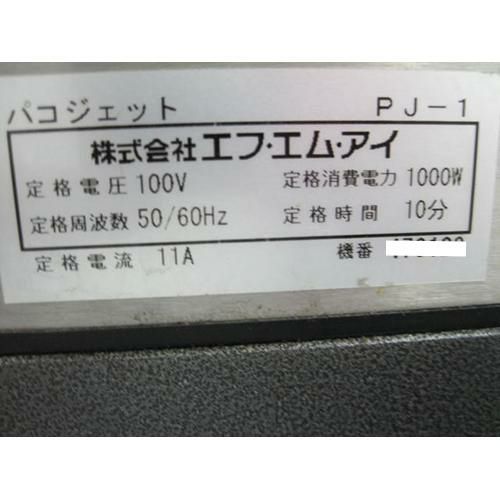 パコジェット PJ-1
株式会社エフ・エム・アイ
定格電圧 100V 定格消費電力 1000W
定格周波数 50/60Hz 定格時間 10分
定格電流 11A 機番